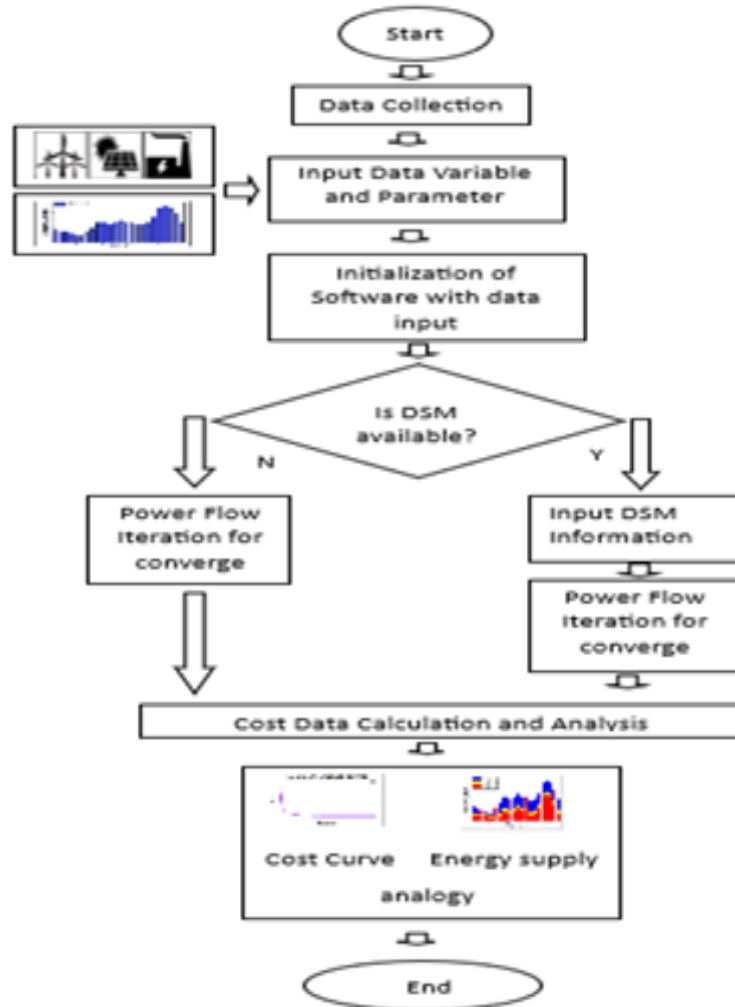 Start
Data Collection
Input Data Variable
and Parameter
Initialization of
Software with data
input
Is DSM
available?
N
Y
Power Flow
Iteration for
converge
Input DSM
Information
Power Flow
Iteration for
converge
Cost Data Calculation and Analysis
Cost Curve
Energy supply
analogy
End